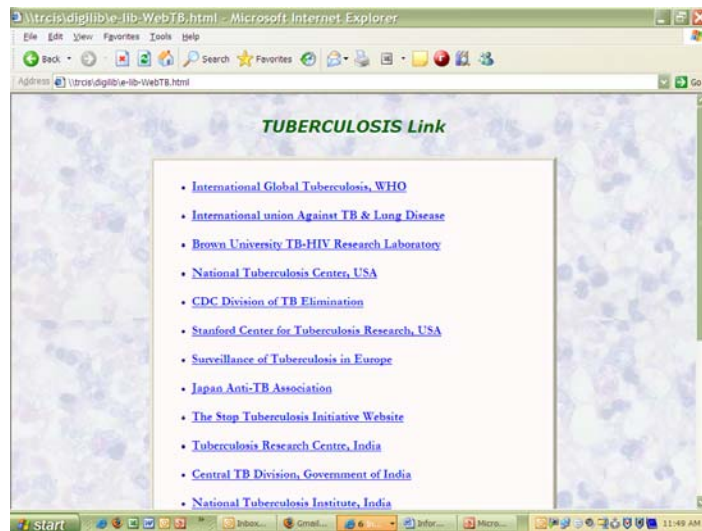 \\trcis\digilib\e-lib-WebTB.html - Microsoft Internet Explorer
File Edit View Favorites Tools Help
Back Search Favorites
Address \\trcis\digilib\e-lib-WebTB.html Go
TUBERCULOSIS Link
• International Global Tuberculosis, WHO
• International union Against TB & Lung Disease
• Brown University TB-HIV Research Laboratory
• National Tuberculosis Center, USA
• CDC Division of TB Elimination
• Stanford Center for Tuberculosis Research, USA
• Surveillance of Tuberculosis in Europe
• Japan Anti-TB Association
• The Stop Tuberculosis Initiative Website
• Tuberculosis Research Centre, India
• Central TB Division, Government of India
• National Tuberculosis Institute, India
start Inbox... Gmail... 6 Infor... Micro... 11:49 AM